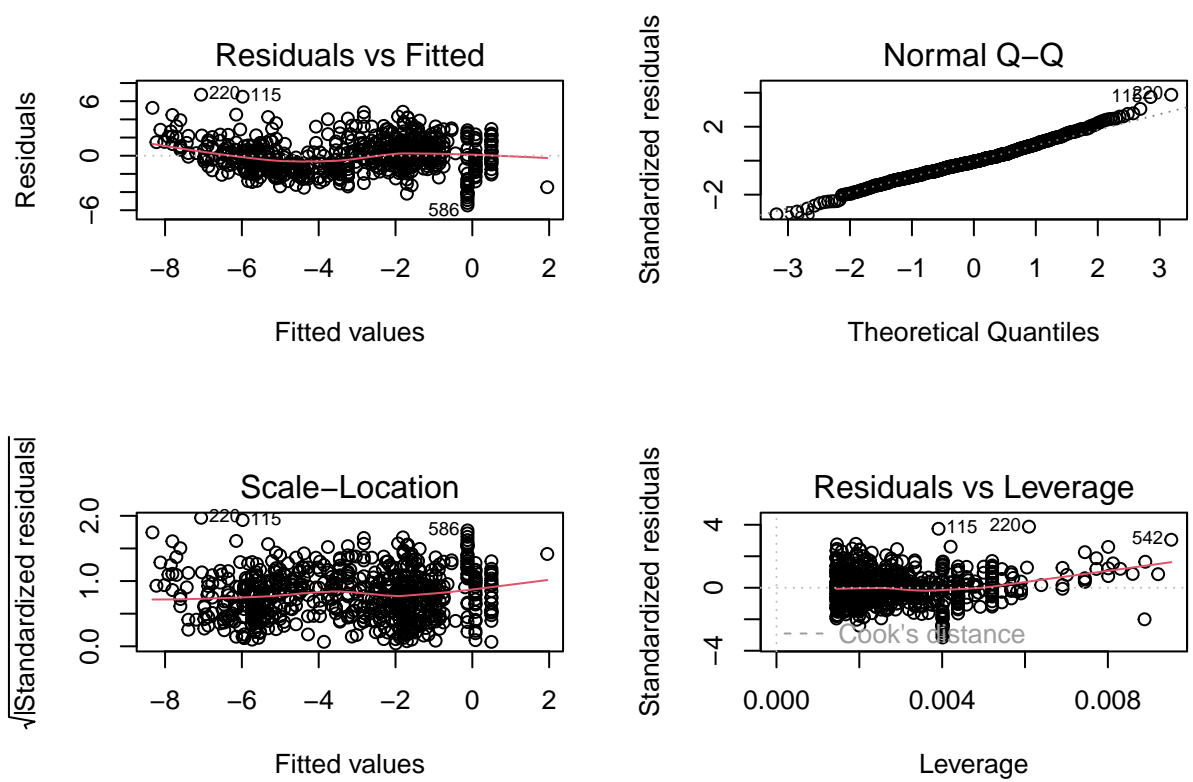 Residuals vs Fitted
Residuals
6
0
−6
220
115
586
−8 −6 −4 −2 0 2
Fitted values
Normal Q−Q
Standardized residuals
2
−2
220
−3 −2 −1 0 1 2 3
Theoretical Quantiles
Scale−Location
√|Standardized residuals|
2.0
1.0
0.0
220
115
586
−8 −6 −4 −2 0 2
Fitted values
Residuals vs Leverage
Standardized residuals
4
0
−4
115
220
542
Cook's distance
0.000 0.004 0.008
Leverage